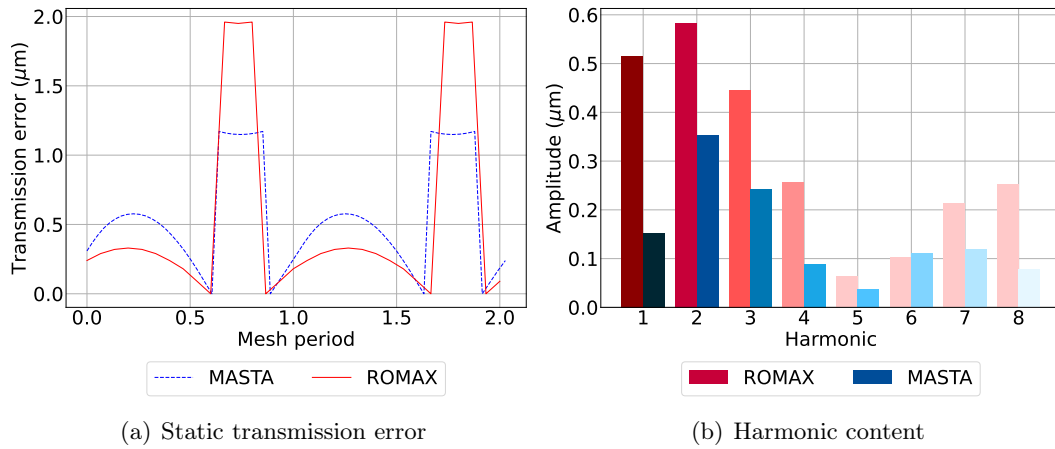 2.0
1.5
1.0
0.5
0.0
Transmission error (μm)
0.0 0.5 1.0 1.5 2.0
Mesh period
MASTA ROMAX
(a) Static transmission error
0.6
0.5
0.4
0.3
0.2
0.1
0.0
Amplitude (μm)
1 2 3 4 5 6 7 8
Harmonic
ROMAX MASTA
(b) Harmonic content